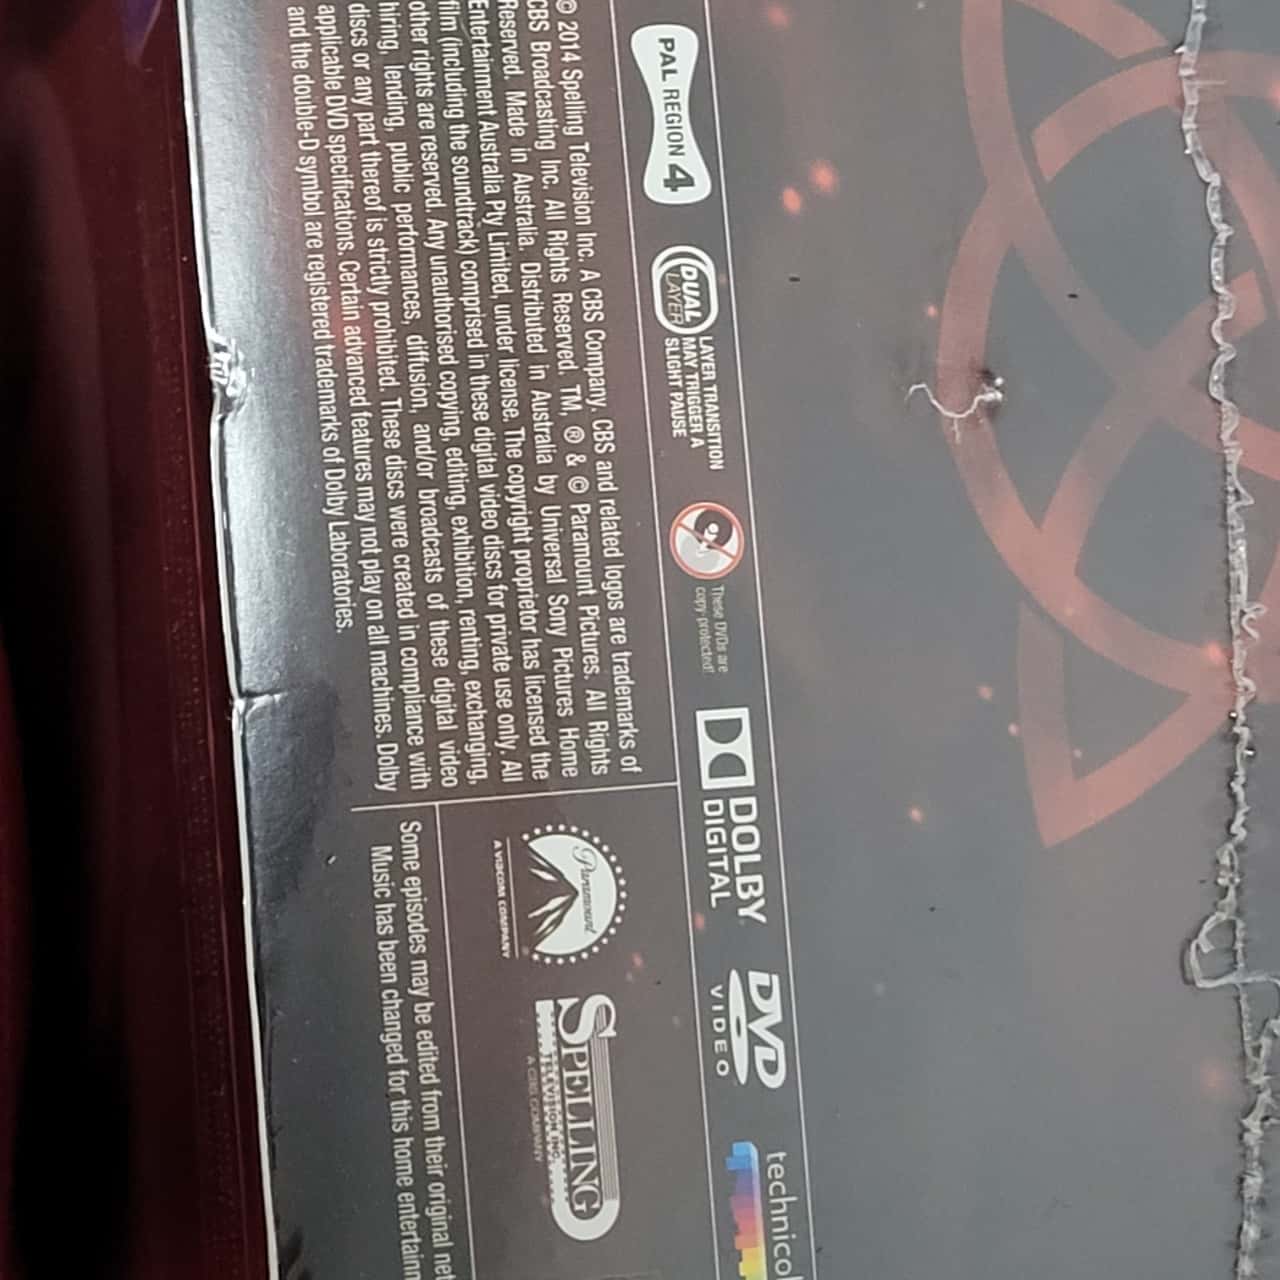 PAL REGION 4
DUAL
LAYER
LAYER TRANSITION
MAY TRIGGER A
SLIGHT PAUSE
These DVDs are
copy protected!
DOLBY
DIGITAL
DVD
VIDEO
technicol
© 2014 Spelling Television Inc. A CBS Company. CBS and related logos are trademarks of
CBS Broadcasting Inc. All Rights Reserved. TM, ® & © Paramount Pictures. All Rights
Reserved. Made in Australia. Distributed in Australia by Universal Sony Pictures Home
Entertainment Australia Pty Limited, under license. The copyright proprietor has licensed the
film (including the soundtrack) comprised in these digital video discs for private use only. All
other rights are reserved. Any unauthorised copying, editing, exhibition, renting, exchanging,
hiring, lending, public performances, diffusion, and/or broadcasts of these digital video
discs or any part thereof is strictly prohibited. These discs were created in compliance with
applicable DVD specifications. Certain advanced features may not play on all machines. Dolby
and the double-D symbol are registered trademarks of Dolby Laboratories.
Paramount
A VIACOM COMPANY
SPELLING
TELEVISION INC.
A CBS COMPANY
Some episodes may be edited from their original net
Music has been changed for this home entertainm